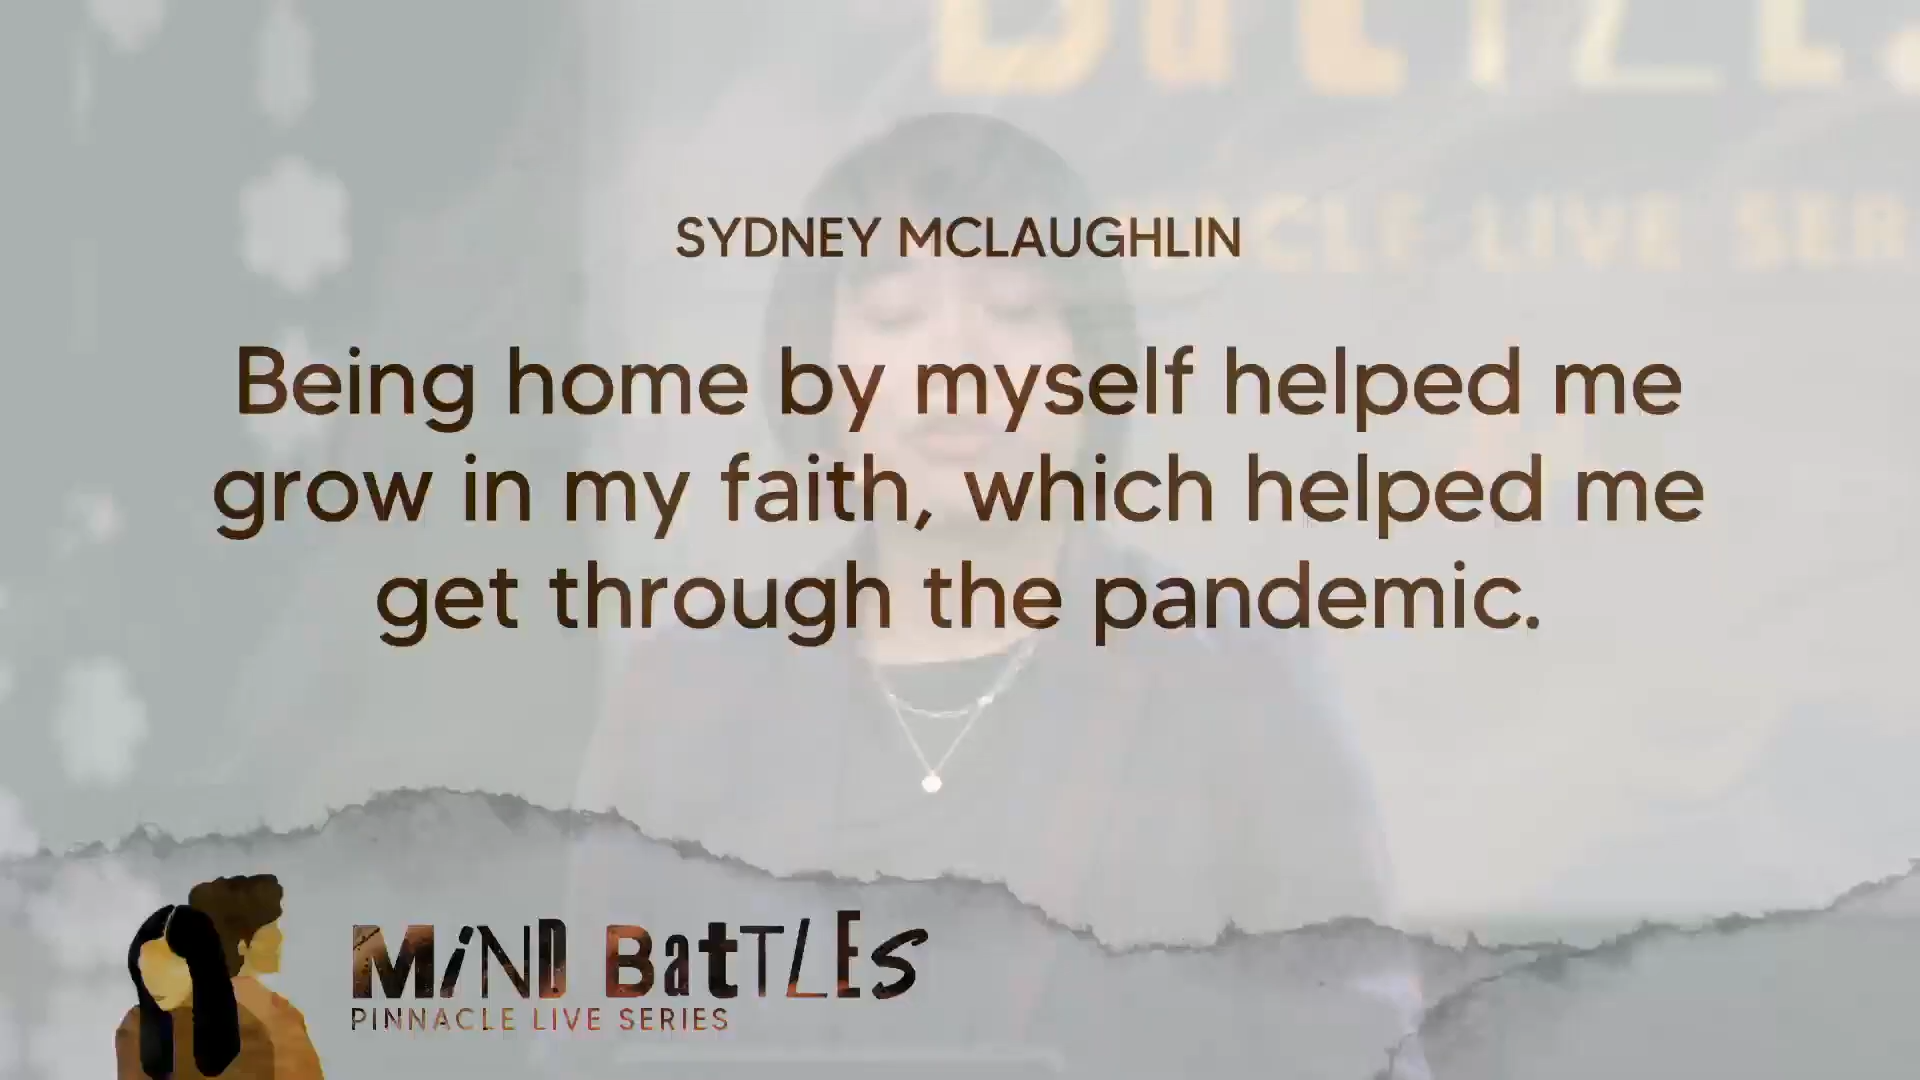 BatTLEs
SYDNEY MCLAUGHLIN
Being home by myself helped me
grow in my faith, which helped me
get through the pandemic.
MiND BatTLES
PINNACLE LIVE SERIES